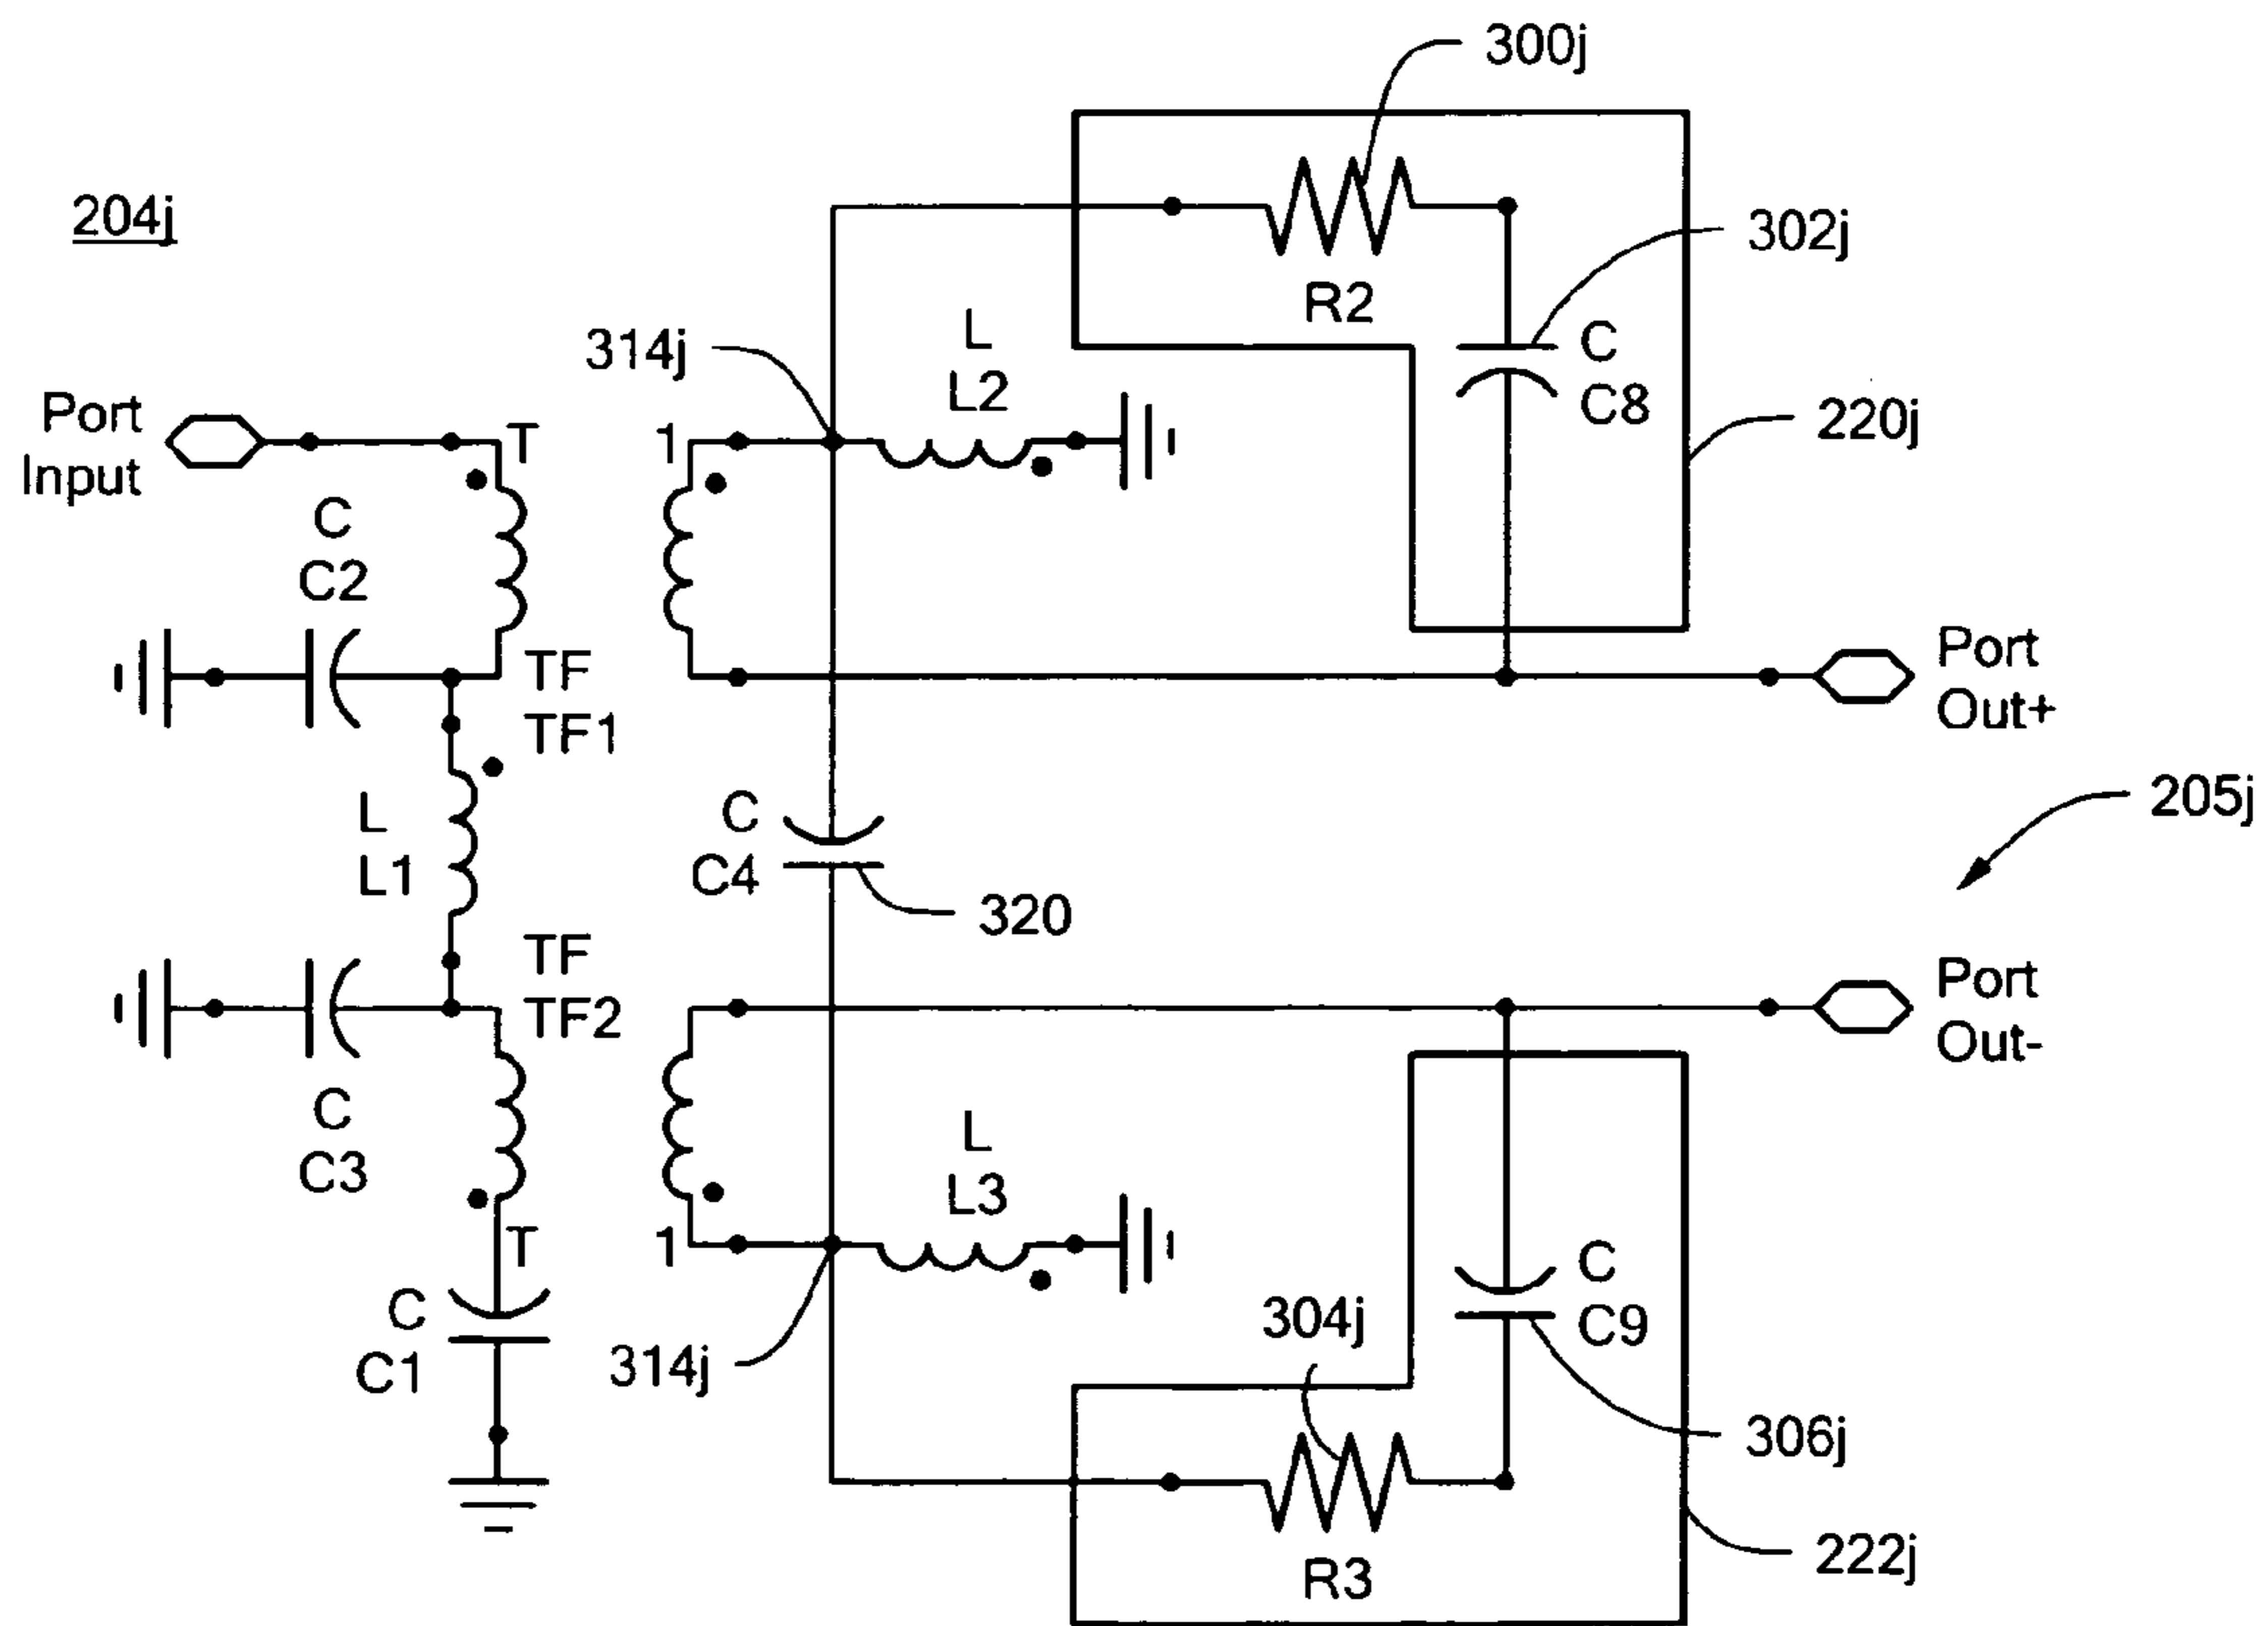 300j
204j
302j
R2
C
C8
314j
L
L2
220j
Port
Input
T
1
C
C2
TF
TF1
Port
Out+
L
L1
C
C4
320
205j
TF
TF2
Port
Out-
C
C3
L
L3
T
1
C
C1
314j
304j
C
C9
306j
R3
222j